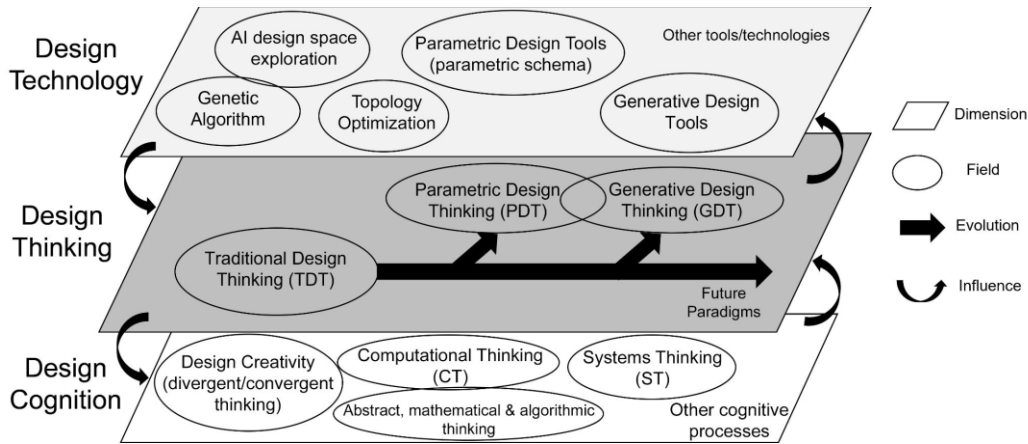 Design
Technology
AI design space
exploration
Parametric Design Tools
(parametric schema)
Other tools/technologies
Genetic
Algorithm
Topology
Optimization
Generative Design
Tools
Design
Thinking
Parametric Design
Thinking (PDT)
Generative Design
Thinking (GDT)
Traditional Design
Thinking (TDT)
Future
Paradigms
Design
Cognition
Design Creativity
(divergent/convergent
thinking)
Computational Thinking
(CT)
Systems Thinking
(ST)
Abstract, mathematical & algorithmic
thinking
Other cognitive
processes
Dimension
Field
Evolution
Influence